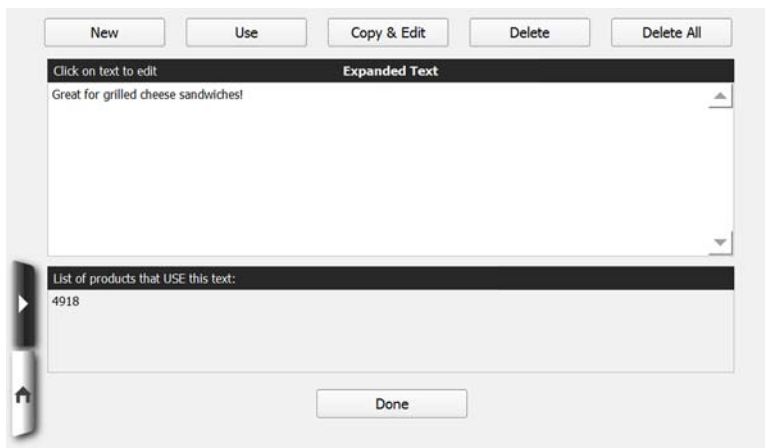 New Use Copy & Edit Delete Delete All
Click on text to edit Expanded Text
Great for grilled cheese sandwiches!
List of products that USE this text:
4918
Done